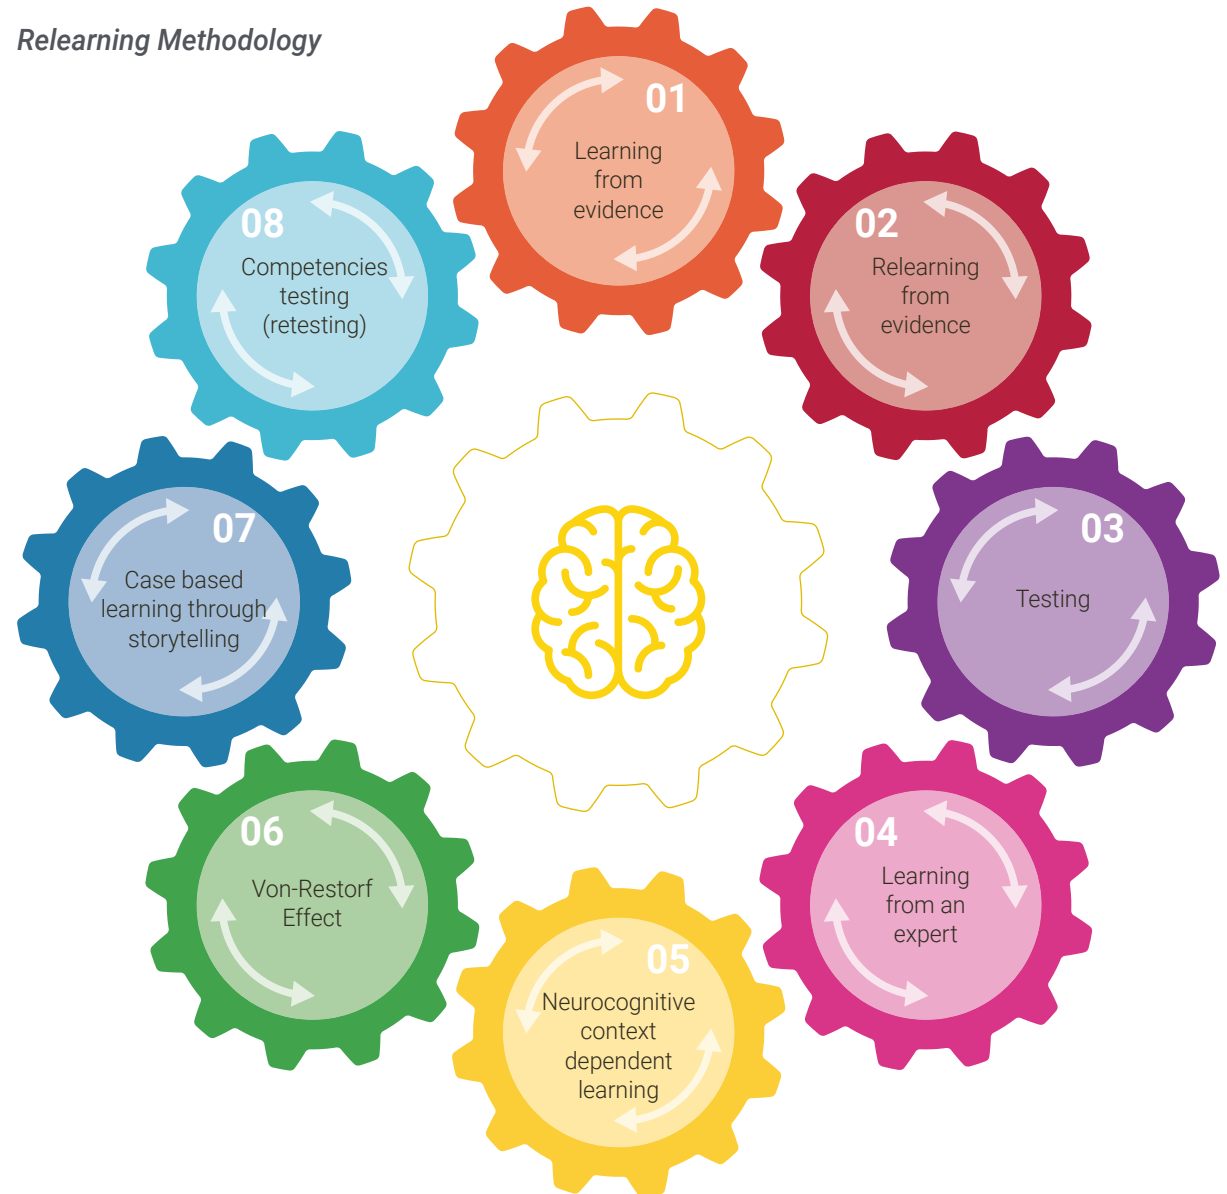 Relearning Methodology
01
Learning
from
evidence
02
Relearning
from
evidence
03
Testing
04
Learning
from an
expert
05
Neurocognitive
context
dependent
learning
06
Von-Restorf
Effect
07
Case based
learning through
storytelling
08
Competencies
testing
(retesting)